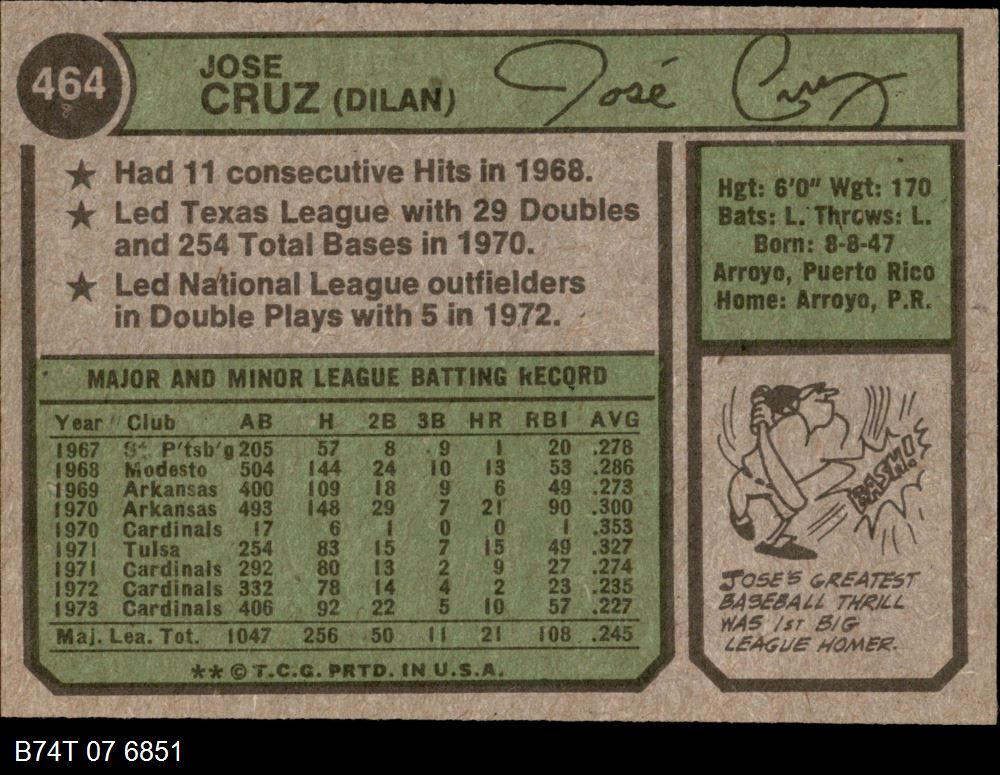 464
JOSE
CRUZ (DILAN)
José Cruz
★ Had 11 consecutive Hits in 1968.
★ Led Texas League with 29 Doubles
and 254 Total Bases in 1970.
★ Led National League outfielders
in Double Plays with 5 in 1972.
Hgt: 6'0" Wgt: 170
Bats: L. Throws: L.
Born: 8-8-47
Arroyo, Puerto Rico
Home: Arroyo, P.R.
MAJOR AND MINOR LEAGUE BATTING RECORD
Year Club AB H 2B 3B HR RBI AVG
1967 St. P'tsb'g 205 57 8 9 1 20 .278
1968 Modesto 504 144 24 10 13 53 .286
1969 Arkansas 400 109 18 9 6 49 .273
1970 Arkansas 493 148 29 7 21 90 .300
1970 Cardinals 17 6 1 0 0 1 .353
1971 Tulsa 254 83 15 7 15 49 .327
1971 Cardinals 292 80 13 2 9 27 .274
1972 Cardinals 332 78 14 4 2 23 .235
1973 Cardinals 406 92 22 5 10 57 .227
Maj. Lea. Tot. 1047 256 50 11 21 108 .245
** © T.C.G. PRTD. IN U.S.A.
BASH!
JOSE'S GREATEST
BASEBALL THRILL
WAS 1ST BIG
LEAGUE HOMER.
B74T 07 6851